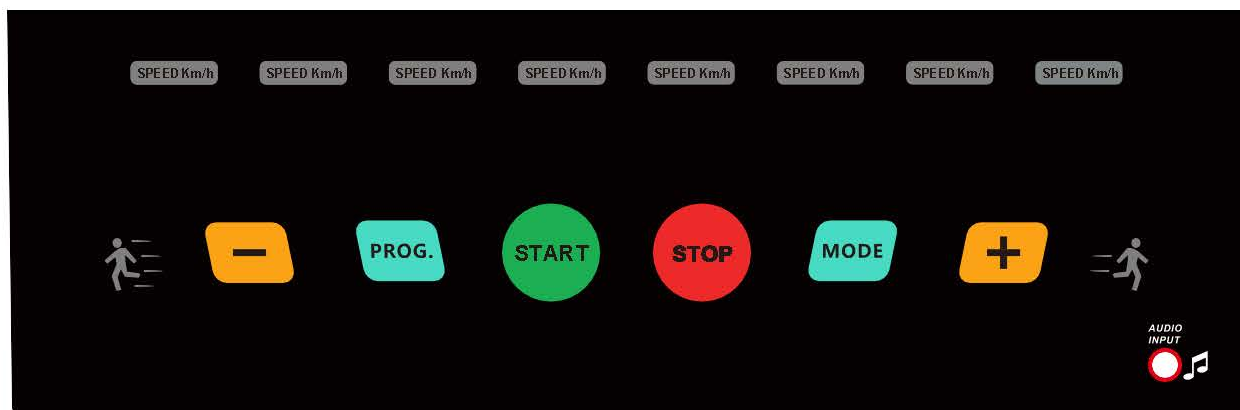 SPEED Km/h SPEED Km/h SPEED Km/h SPEED Km/h SPEED Km/h SPEED Km/h SPEED Km/h SPEED Km/h
− PROG. START STOP MODE +
AUDIO
INPUT